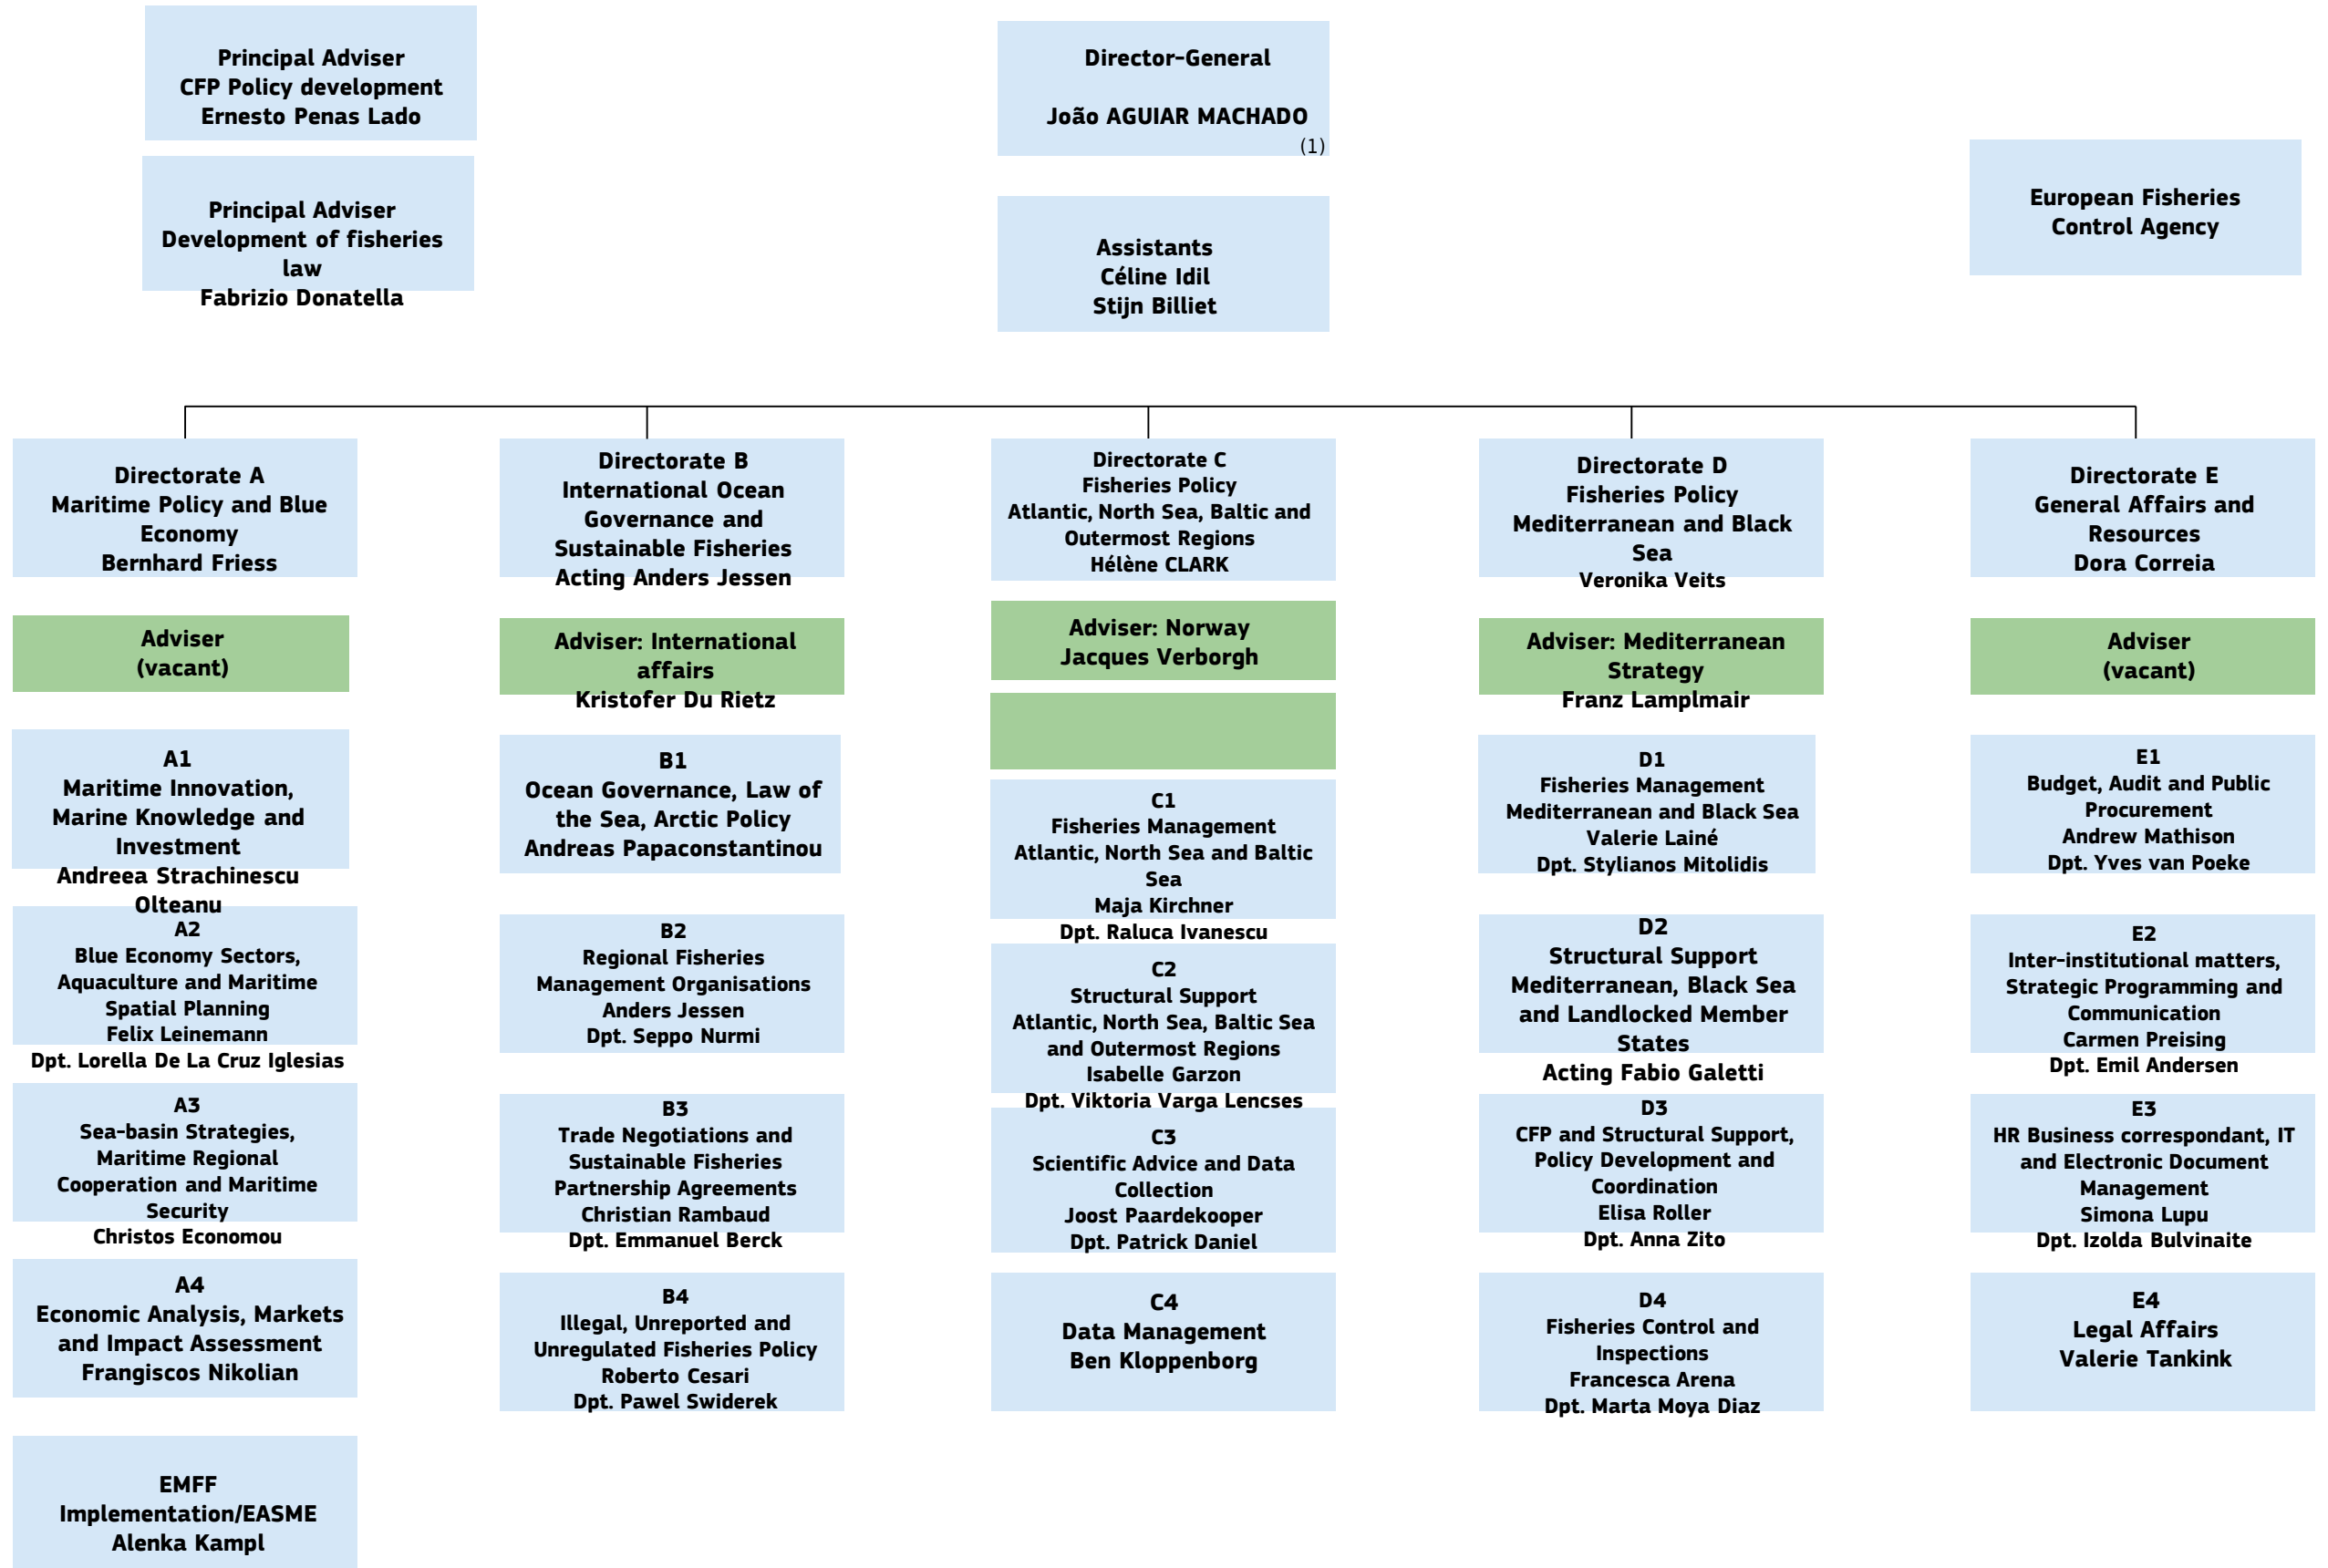 Principal Adviser
CFP Policy development
Ernesto Penas Lado
Principal Adviser
Development of fisheries
law
Fabrizio Donatella
Director-General
João AGUIAR MACHADO
(1)
Assistants
Céline Idil
Stijn Billiet
European Fisheries
Control Agency
Directorate A
Maritime Policy and Blue
Economy
Bernhard Friess
Adviser
(vacant)
A1
Maritime Innovation,
Marine Knowledge and
Investment
Andreea Strachinescu
Olteanu
A2
Blue Economy Sectors,
Aquaculture and Maritime
Spatial Planning
Felix Leinemann
Dpt. Lorella De La Cruz Iglesias
A3
Sea-basin Strategies,
Maritime Regional
Cooperation and Maritime
Security
Christos Economou
A4
Economic Analysis, Markets
and Impact Assessment
Frangiscos Nikolian
EMFF
Implementation/EASME
Alenka Kampl
Directorate B
International Ocean
Governance and
Sustainable Fisheries
Acting Anders Jessen
Adviser: International
affairs
Kristofer Du Rietz
B1
Ocean Governance, Law of
the Sea, Arctic Policy
Andreas Papaconstantinou
B2
Regional Fisheries
Management Organisations
Anders Jessen
Dpt. Seppo Nurmi
B3
Trade Negotiations and
Sustainable Fisheries
Partnership Agreements
Christian Rambaud
Dpt. Emmanuel Berck
B4
Illegal, Unreported and
Unregulated Fisheries Policy
Roberto Cesari
Dpt. Pawel Swiderek
Directorate C
Fisheries Policy
Atlantic, North Sea, Baltic and
Outermost Regions
Hélène CLARK
Adviser: Norway
Jacques Verborgh
C1
Fisheries Management
Atlantic, North Sea and Baltic
Sea
Maja Kirchner
Dpt. Raluca Ivanescu
C2
Structural Support
Atlantic, North Sea, Baltic Sea
and Outermost Regions
Isabelle Garzon
Dpt. Viktoria Varga Lencses
C3
Scientific Advice and Data
Collection
Joost Paardekooper
Dpt. Patrick Daniel
C4
Data Management
Ben Kloppenborg
Directorate D
Fisheries Policy
Mediterranean and Black
Sea
Veronika Veits
Adviser: Mediterranean
Strategy
Franz Lamplmair
D1
Fisheries Management
Mediterranean and Black Sea
Valerie Lainé
Dpt. Stylianos Mitolidis
D2
Structural Support
Mediterranean, Black Sea
and Landlocked Member
States
Acting Fabio Galetti
D3
CFP and Structural Support,
Policy Development and
Coordination
Elisa Roller
Dpt. Anna Zito
D4
Fisheries Control and
Inspections
Francesca Arena
Dpt. Marta Moya Diaz
Directorate E
General Affairs and
Resources
Dora Correia
Adviser
(vacant)
E1
Budget, Audit and Public
Procurement
Andrew Mathison
Dpt. Yves van Poeke
E2
Inter-institutional matters,
Strategic Programming and
Communication
Carmen Preising
Dpt. Emil Andersen
E3
HR Business correspondant, IT
and Electronic Document
Management
Simona Lupu
Dpt. Izolda Bulvinaite
E4
Legal Affairs
Valerie Tankink